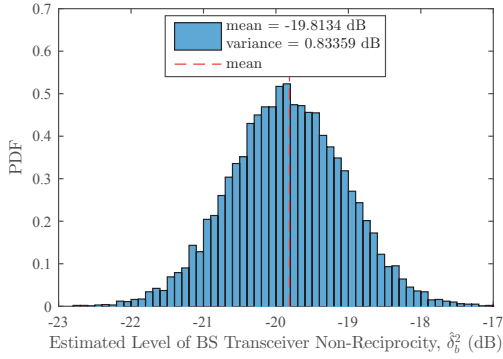 0.7
mean = -19.8134 dB
variance = 0.83359 dB
mean
0.6
0.5
0.4
0.3
0.2
0.1
0
PDF
-23 -22 -21 -20 -19 -18 -17
Estimated Level of BS Transceiver Non-Reciprocity, δ̂²_b (dB)